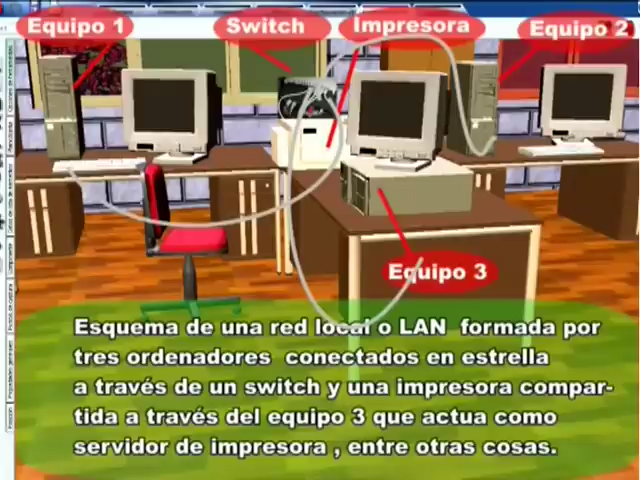 Equipo 1
Switch
Impresora
Equipo 2
Equipo 3
Esquema de una red local o LAN formada por
tres ordenadores conectados en estrella
a través de un switch y una impresora compar-
tida a través del equipo 3 que actua como
servidor de impresora , entre otras cosas.